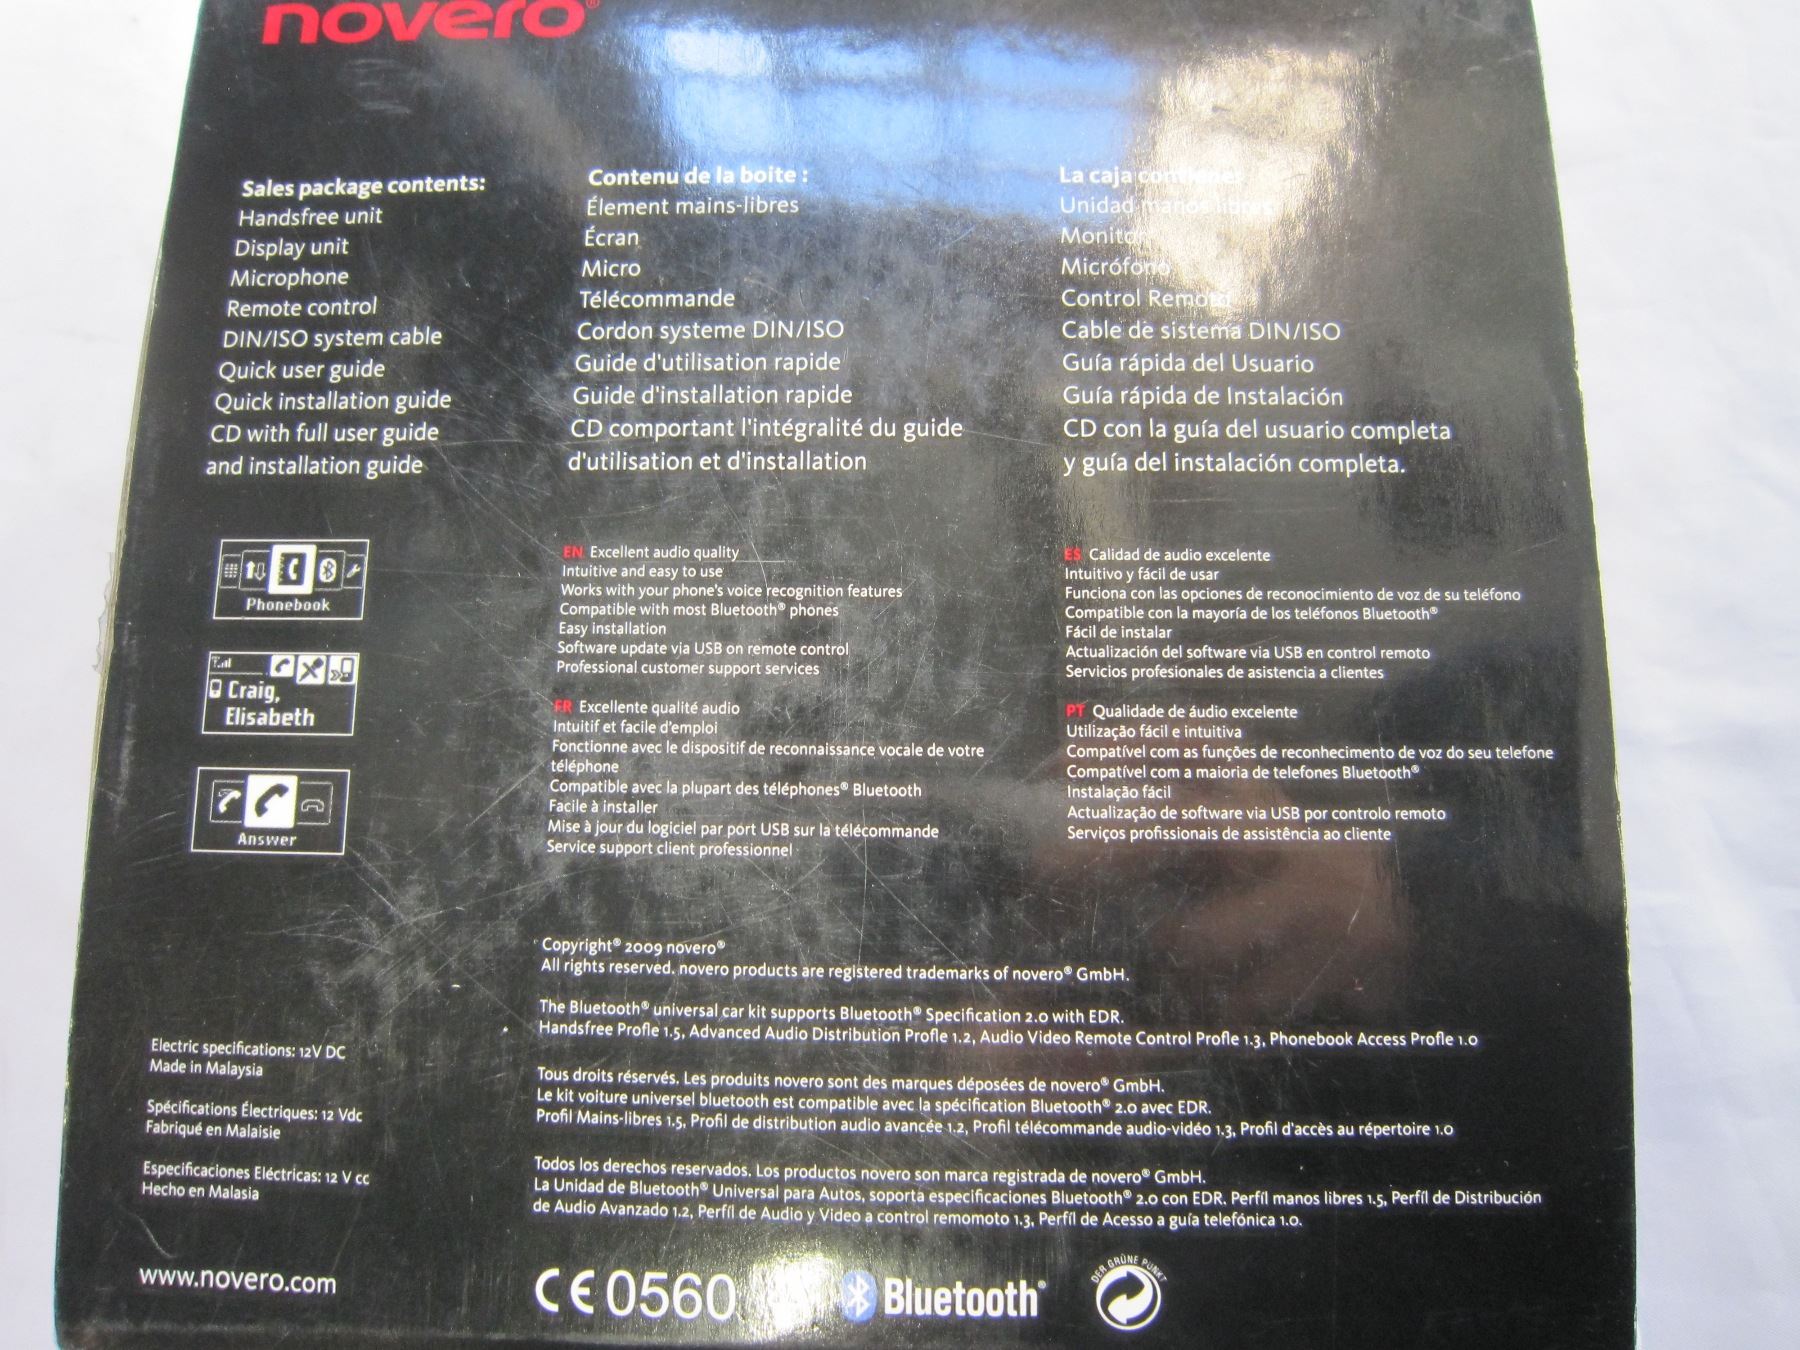 novero®
Sales package contents:
Handsfree unit
Display unit
Microphone
Remote control
DIN/ISO system cable
Quick user guide
Quick installation guide
CD with full user guide
and installation guide
Contenu de la boite :
Élement mains-libres
Écran
Micro
Télécommande
Cordon systeme DIN/ISO
Guide d'utilisation rapide
Guide d'installation rapide
CD comportant l'intégralité du guide
d'utilisation et d'installation
La caja contiene:
Unidad manos libres
Monitor
Micrófono
Control Remoto
Cable de sistema DIN/ISO
Guía rápida del Usuario
Guía rápida de Instalación
CD con la guía del usuario completa
y guía del instalación completa.
Phonebook
Craig,
Elisabeth
Answer
EN Excellent audio quality
Intuitive and easy to use
Works with your phone's voice recognition features
Compatible with most Bluetooth® phones
Easy installation
Software update via USB on remote control
Professional customer support services
FR Excellente qualité audio
Intuitif et facile d'emploi
Fonctionne avec le dispositif de reconnaissance vocale de votre
téléphone
Compatible avec la plupart des téléphones® Bluetooth
Facile à installer
Mise à jour du logiciel par port USB sur la télécommande
Service support client professionnel
ES Calidad de audio excelente
Intuitivo y fácil de usar
Funciona con las opciones de reconocimiento de voz de su teléfono
Compatible con la mayoría de los teléfonos Bluetooth®
Fácil de instalar
Actualización del software via USB en control remoto
Servicios profesionales de asistencia a clientes
PT Qualidade de áudio excelente
Utilização fácil e intuitiva
Compatível com as funções de reconhecimento de voz do seu telefone
Compatível com a maioria de telefones Bluetooth®
Instalação fácil
Actualização de software via USB por controlo remoto
Serviços profissionais de assistência ao cliente
Copyright® 2009 novero®
All rights reserved. novero products are registered trademarks of novero® GmbH.
The Bluetooth® universal car kit supports Bluetooth® Specification 2.0 with EDR.
Handsfree Profle 1.5, Advanced Audio Distribution Profle 1.2, Audio Video Remote Control Profle 1.3, Phonebook Access Profle 1.0
Tous droits réservés. Les produits novero sont des marques déposées de novero® GmbH.
Le kit voiture universel bluetooth est compatible avec la spécification Bluetooth® 2.0 avec EDR.
Profil Mains-libres 1.5, Profil de distribution audio avancée 1.2, Profil télécommande audio-vidéo 1.3, Profil d'accès au répertoire 1.0
Todos los derechos reservados. Los productos novero son marca registrada de novero® GmbH.
La Unidad de Bluetooth® Universal para Autos, soporta especificaciones Bluetooth® 2.0 con EDR. Perfíl manos libres 1.5, Perfíl de Distribución
de Audio Avanzado 1.2, Perfíl de Audio y Video a control remomoto 1.3, Perfíl de Acesso a guía telefónica 1.0.
Electric specifications: 12V DC
Made in Malaysia
Spécifications Électriques: 12 Vdc
Fabriqué en Malaisie
Especificaciones Eléctricas: 12 V cc
Hecho en Malasia
www.novero.com
CE 0560
Bluetooth®
DER GRÜNE PUNKT